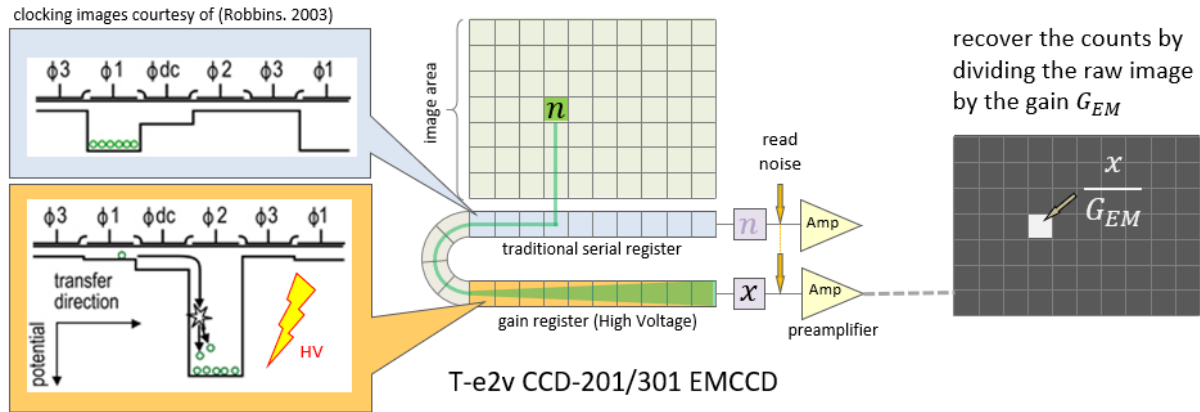 clocking images courtesy of (Robbins. 2003)
ϕ3 ϕ1 ϕdc ϕ2 ϕ3 ϕ1
ϕ3 ϕ1 ϕdc ϕ2 ϕ3 ϕ1
transfer
direction
potential
HV
image area
n
traditional serial register
n
read
noise
Amp
gain register (High Voltage)
x
Amp
preamplifier
T-e2v CCD-201/301 EMCCD
recover the counts by
dividing the raw image
by the gain G_EM
x
G_EM